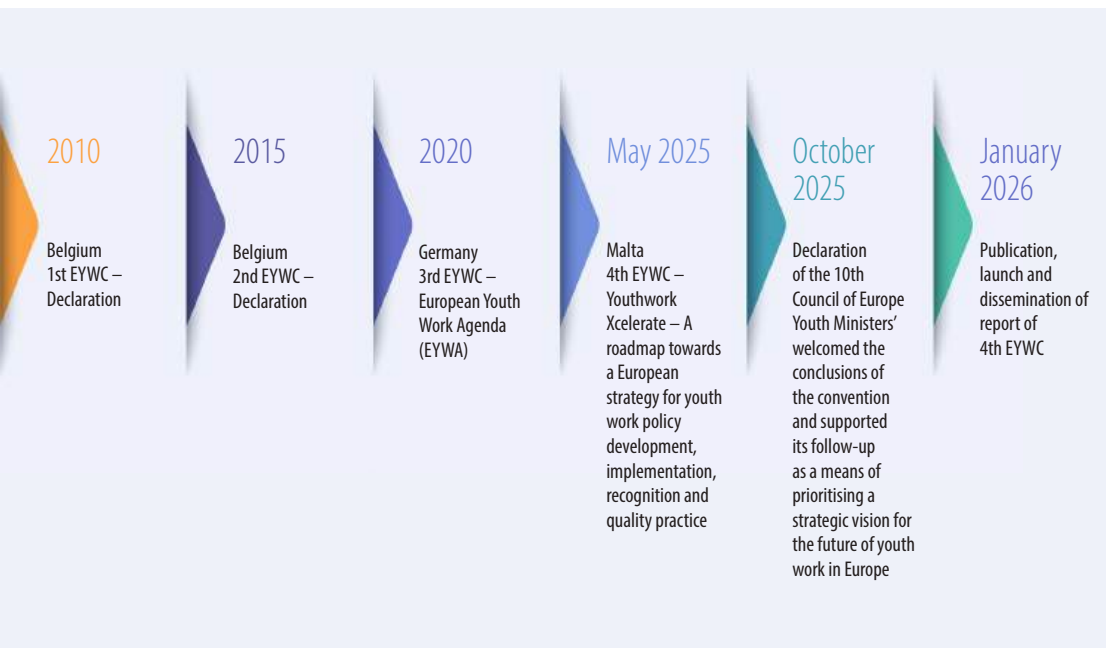 2010
Belgium
1st EYWC –
Declaration
2015
Belgium
2nd EYWC –
Declaration
2020
Germany
3rd EYWC –
European Youth
Work Agenda
(EYWA)
May 2025
Malta
4th EYWC –
Youthwork
Xcelerate – A
roadmap towards
a European
strategy for youth
work policy
development,
implementation,
recognition and
quality practice
October
2025
Declaration
of the 10th
Council of Europe
Youth Ministers’
welcomed the
conclusions of
the convention
and supported
its follow-up
as a means of
prioritising a
strategic vision for
the future of youth
work in Europe
January
2026
Publication,
launch and
dissemination of
report of
4th EYWC